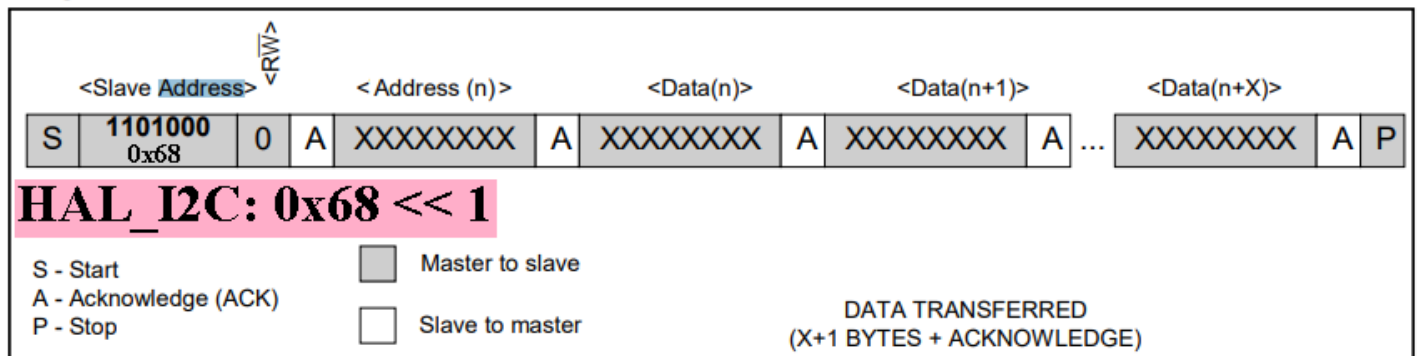 <R/W̅>
<Slave Address> < Address (n) > <Data(n)> <Data(n+1)> <Data(n+X)>
S 1101000 0 A XXXXXXXX A XXXXXXXX A XXXXXXXX A ... XXXXXXXX A P
0x68
HAL_I2C: 0x68 << 1
S - Start
A - Acknowledge (ACK)
P - Stop
Master to slave
Slave to master
DATA TRANSFERRED
(X+1 BYTES + ACKNOWLEDGE)